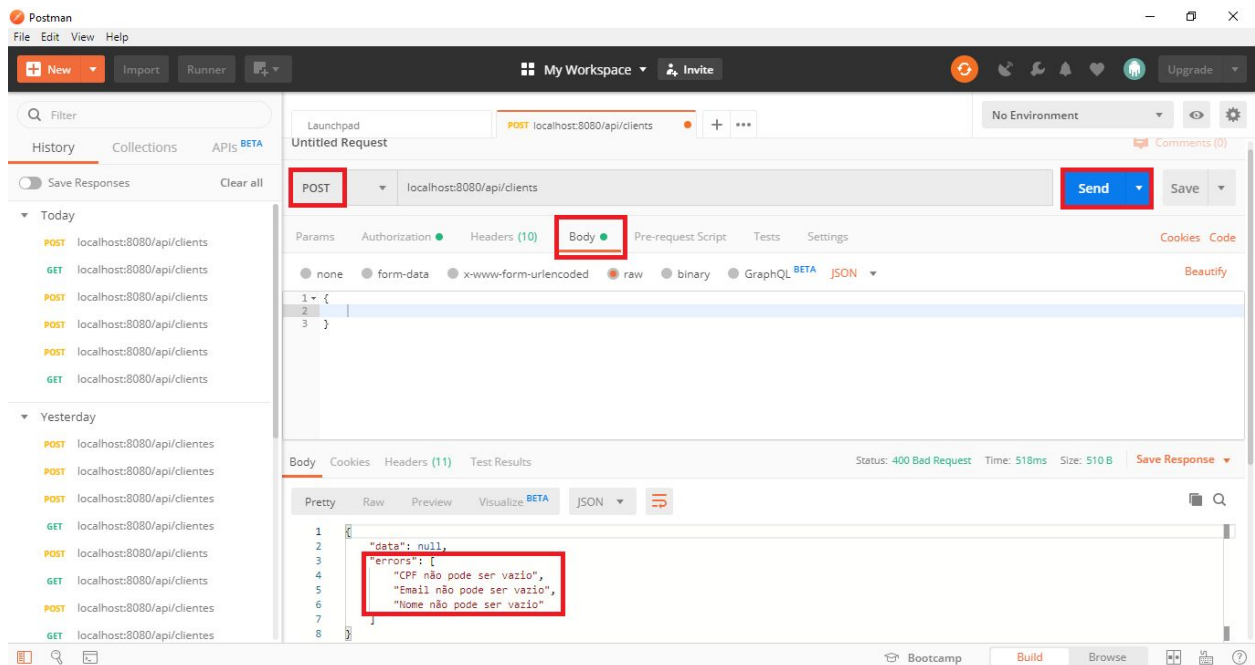 Postman
File Edit View Help
New Import Runner My Workspace Invite Upgrade
Filter
History Collections APIs BETA
Save Responses Clear all
Today
POST localhost:8080/api/clients
GET localhost:8080/api/clients
POST localhost:8080/api/clients
POST localhost:8080/api/clients
POST localhost:8080/api/clients
GET localhost:8080/api/clients
Yesterday
POST localhost:8080/api/clientes
POST localhost:8080/api/clientes
POST localhost:8080/api/clientes
GET localhost:8080/api/clientes
POST localhost:8080/api/clientes
GET localhost:8080/api/clientes
POST localhost:8080/api/clientes
GET localhost:8080/api/clientes
Launchpad POST localhost:8080/api/clients No Environment
Untitled Request Comments (0)
POST localhost:8080/api/clients Send Save
Params Authorization Headers (10) Body Pre-request Script Tests Settings Cookies Code
none form-data x-www-form-urlencoded raw binary GraphQL BETA JSON Beautify
1 {
2
3 }
Body Cookies Headers (11) Test Results Status: 400 Bad Request Time: 518ms Size: 510 B Save Response
Pretty Raw Preview Visualize BETA JSON
1 {
2 "data": null,
3 "errors": [
4 "CPF não pode ser vazio",
5 "Email não pode ser vazio",
6 "Nome não pode ser vazio"
7 ]
8 }
Bootcamp Build Browse